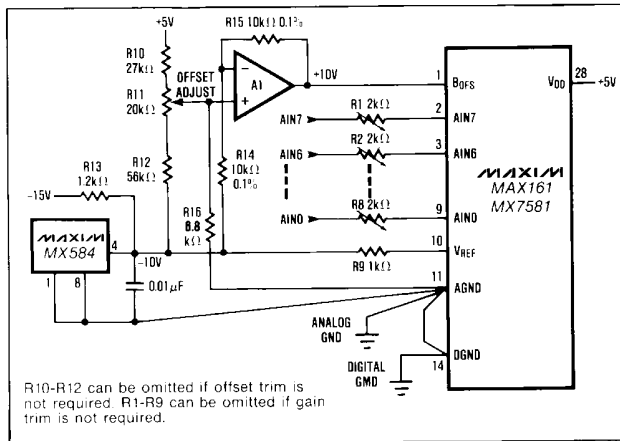 R15 10kΩ 0.1%
+5V
R10
27kΩ
OFFSET
ADJUST
R11
20kΩ
−
+
A1
+10V
1
BOFS
VDD
28
+5V
R1 2kΩ
AIN7
2
AIN7
R2 2kΩ
AIN6
3
AIN6
R12
56kΩ
R14
10kΩ
0.1%
R13
1.2kΩ
−15V
R16
8.8
kΩ
MAXIM
MAX161
MX7581
R8 2kΩ
AIN0
9
AIN0
MAXIM
MX584
4
−10V
R9 1kΩ
10
VREF
11
AGND
1
8
0.01µF
ANALOG
GND
DIGITAL
GMD
14
DGND
R10-R12 can be omitted if offset trim is
not required. R1-R9 can be omitted if gain
trim is not required.